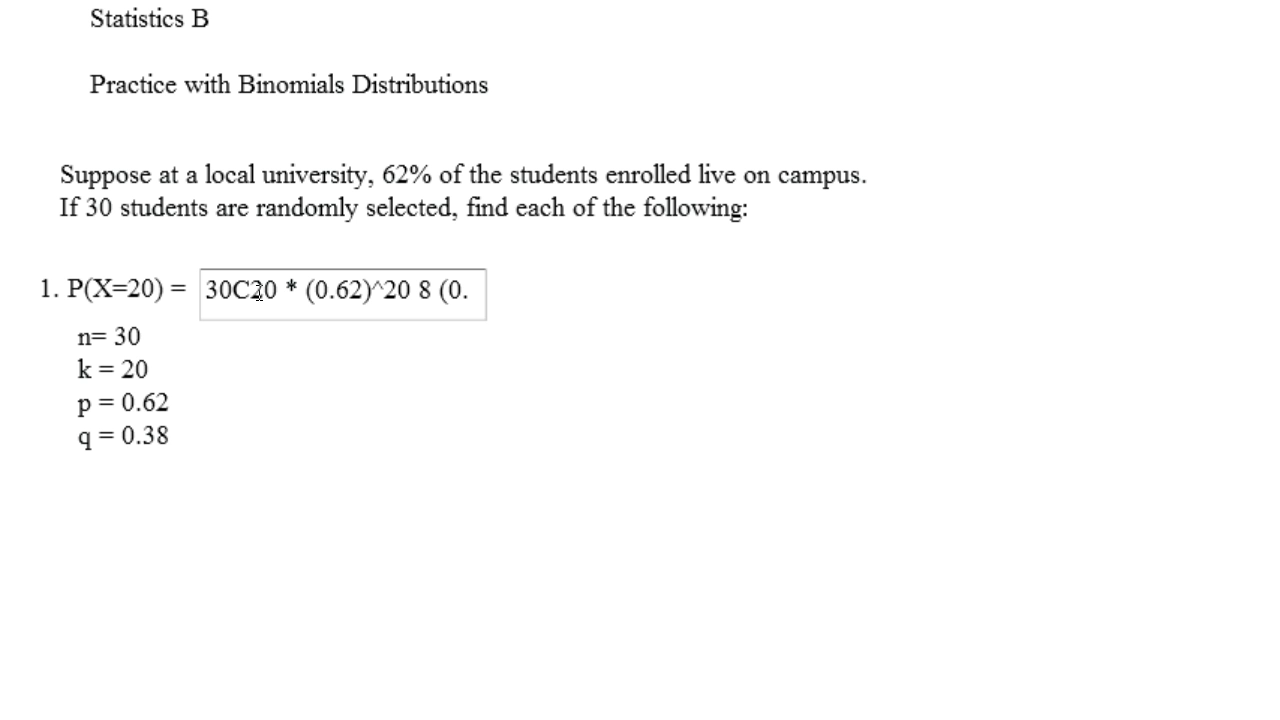 Statistics B
Practice with Binomials Distributions
Suppose at a local university, 62% of the students enrolled live on campus.
If 30 students are randomly selected, find each of the following:
1. P(X=20) = 30C20 * (0.62)^20 8 (0.
n= 30
k = 20
p = 0.62
q = 0.38